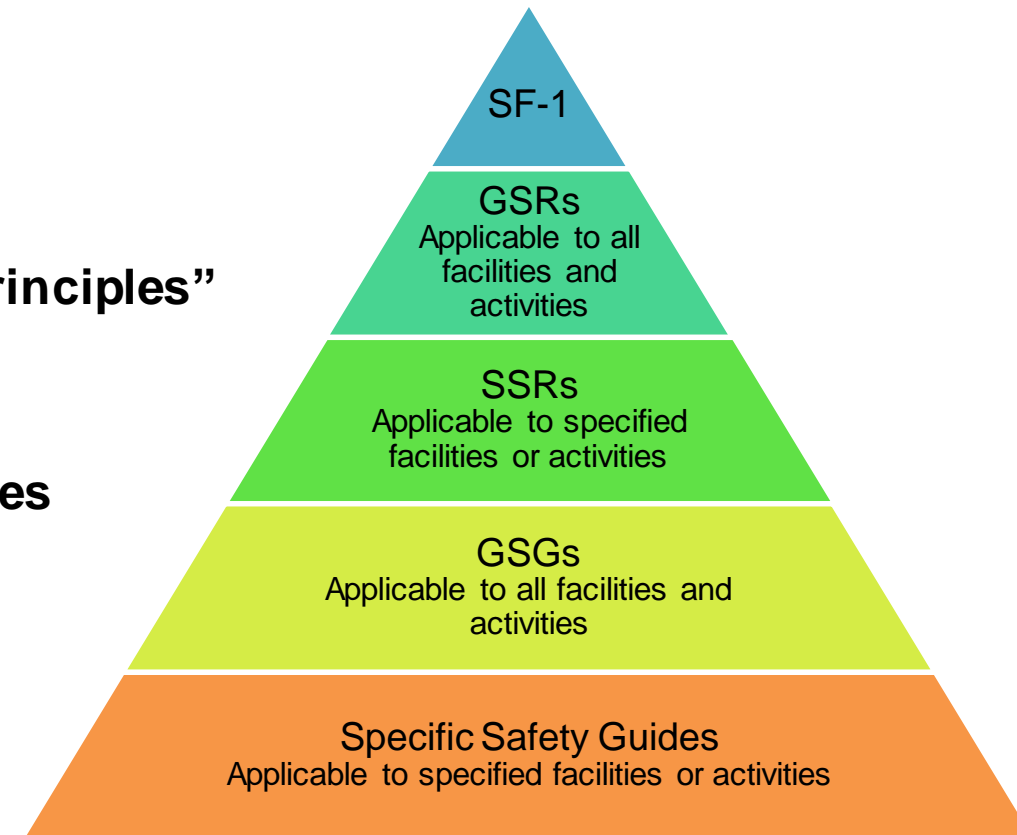 SF-1
GSRs
Applicable to all
facilities and
activities
rinciples”
SSRs
Applicable to specified
facilities or activities
es
GSGs
Applicable to all facilities and
activities
Specific Safety Guides
Applicable to specified facilities or activities